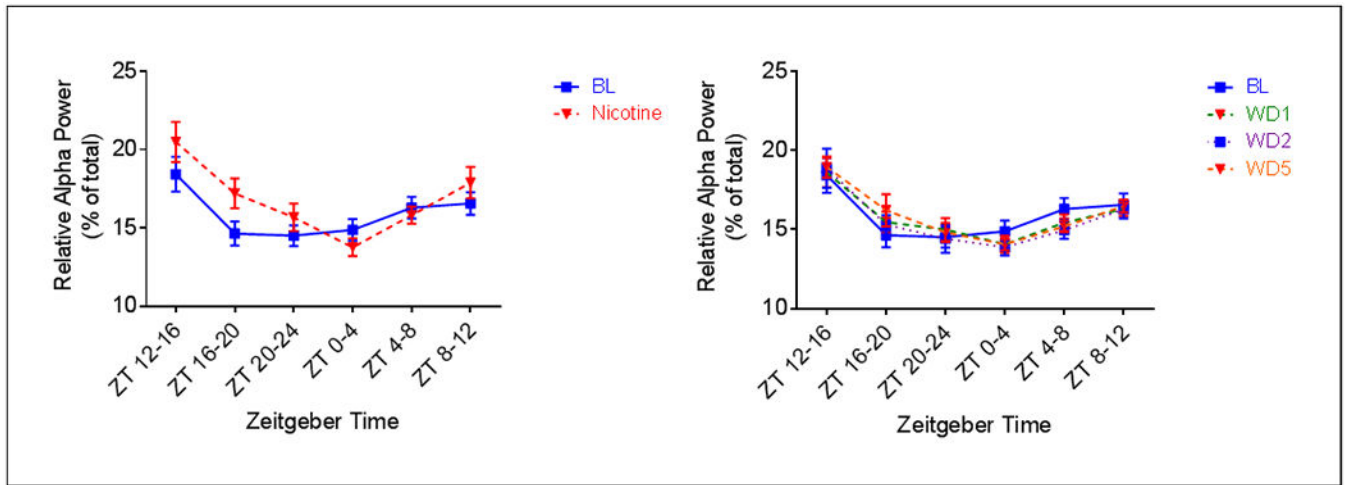 25
20
15
10
Relative Alpha Power
(% of total)
ZT 12-16
ZT 16-20
ZT 20-24
ZT 0-4
ZT 4-8
ZT 8-12
Zeitgeber Time
BL
Nicotine
25
20
15
10
Relative Alpha Power
(% of total)
ZT 12-16
ZT 16-20
ZT 20-24
ZT 0-4
ZT 4-8
ZT 8-12
Zeitgeber Time
BL
WD1
WD2
WD5